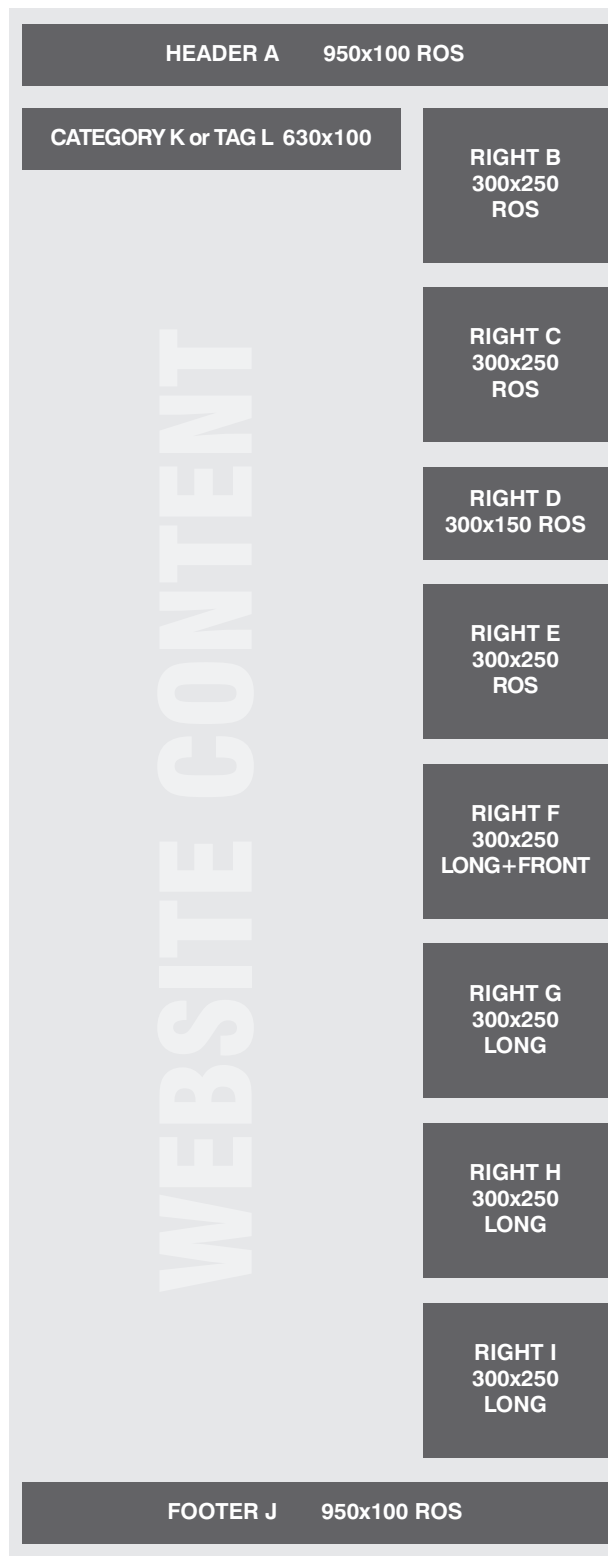 HEADER A 950x100 ROS
CATEGORY K or TAG L 630x100
RIGHT B
300x250
ROS
RIGHT C
300x250
ROS
RIGHT D
300x150 ROS
RIGHT E
300x250
ROS
RIGHT F
300x250
LONG+FRONT
RIGHT G
300x250
LONG
RIGHT H
300x250
LONG
RIGHT I
300x250
LONG
WEBSITE CONTENT
FOOTER J 950x100 ROS